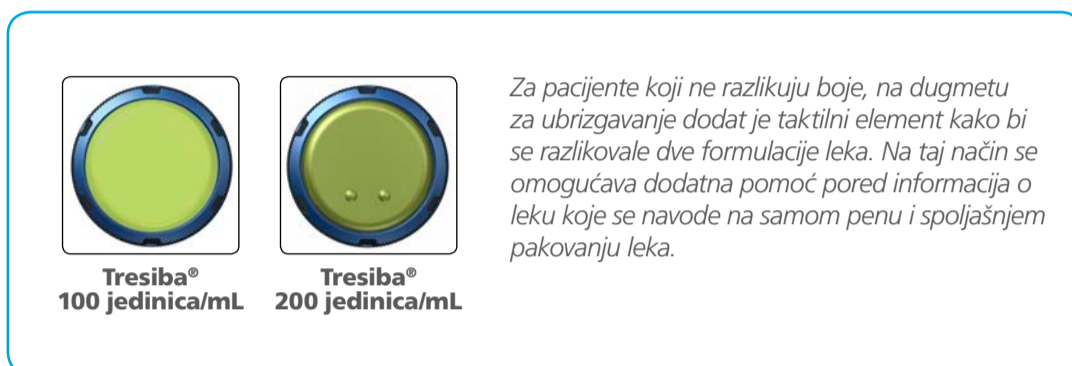 Za pacijente koji ne razlikuju boje, na dugmetu
za ubrizgavanje dodat je taktilni element kako bi
se razlikovale dve formulacije leka. Na taj način se
omogućava dodatna pomoć pored informacija o
leku koje se navode na samom penu i spoljašnjem
pakovanju leka.
Tresiba®
100 jedinica/mL
Tresiba®
200 jedinica/mL